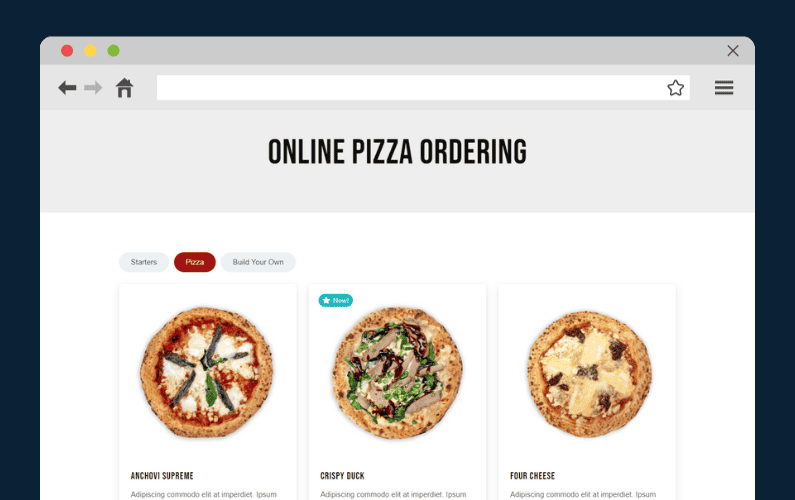 ONLINE PIZZA ORDERING
Starters
Pizza
Build Your Own
New!
ANCHOVI SUPREME
CRISPY DUCK
FOUR CHEESE
Adipiscing commodo elit at imperdiet. Ipsum
Adipiscing commodo elit at imperdiet. Ipsum
Adipiscing commodo elit at imperdiet. Ipsum